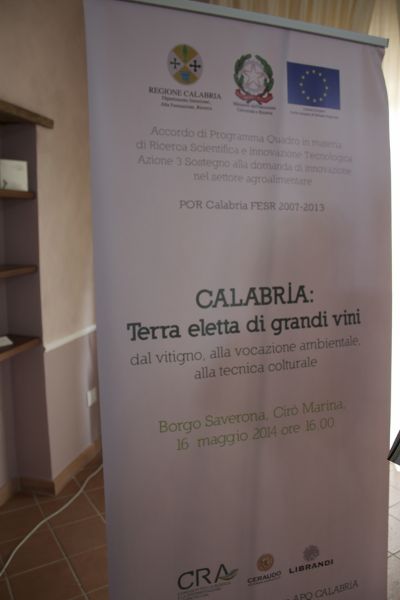 REGIONE CALABRIA
Accordo di Programma Quadro in materia
di Ricerca Scientifica e Innovazione Tecnologica
Azione 3 Sostegno alla domanda di innovazione
nel settore agroalimentare
POR Calabria FESR 2007-2013
CALABRIA:
Terra eletta di grandi vini
dal vitigno, alla vocazione ambientale,
alla tecnica colturale
Borgo Saverona, Cirò Marina,
16 maggio 2014 ore 16,00
CRA
CERAUDO
LIBRANDI
APQ CALABRIA